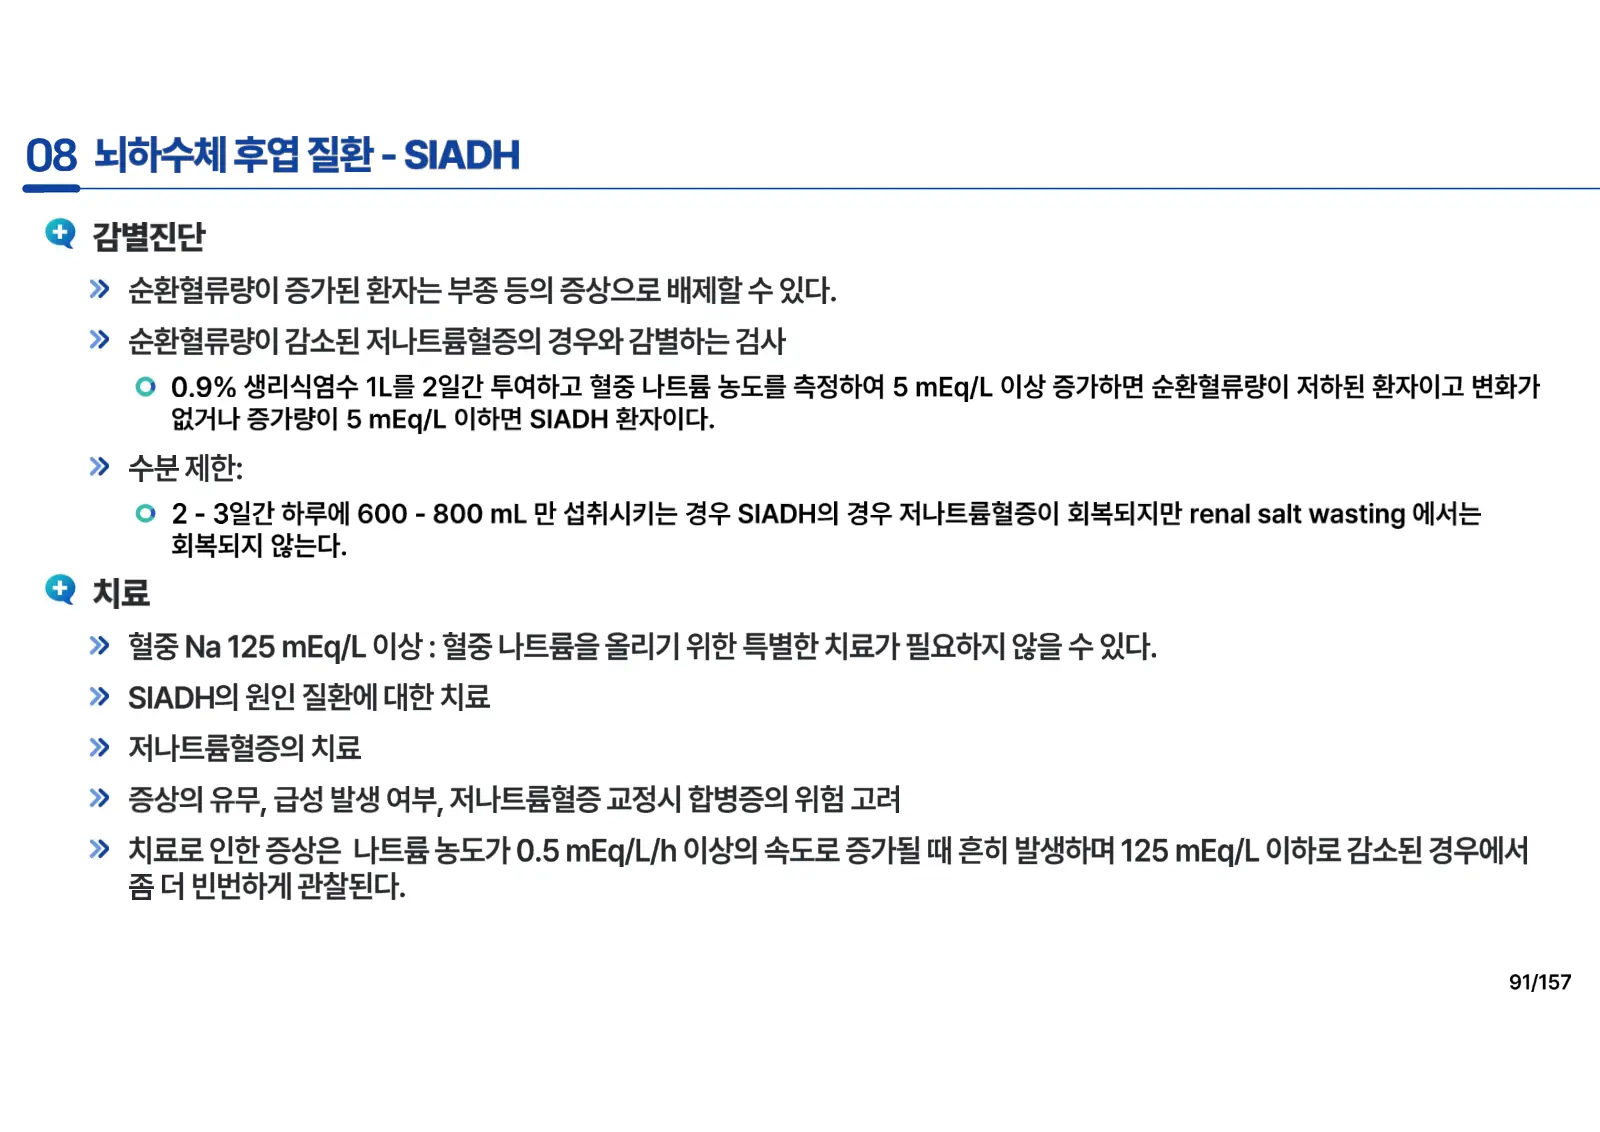 08 뇌하수체 후엽 질환 - SIADH
감별진단
순환혈류량이 증가된 환자는 부종 등의 증상으로 배제할 수 있다.
순환혈류량이 감소된 저나트륨혈증의 경우와 감별하는 검사
0.9% 생리식염수 1L를 2일간 투여하고 혈중 나트륨 농도를 측정하여 5 mEq/L 이상 증가하면 순환혈류량이 저하된 환자이고 변화가
없거나 증가량이 5 mEq/L 이하면 SIADH 환자이다.
수분 제한:
2 - 3일간 하루에 600 - 800 mL 만 섭취시키는 경우 SIADH의 경우 저나트륨혈증이 회복되지만 renal salt wasting 에서는
회복되지 않는다.
치료
혈중 Na 125 mEq/L 이상 : 혈중 나트륨을 올리기 위한 특별한 치료가 필요하지 않을 수 있다.
SIADH의 원인 질환에 대한 치료
저나트륨혈증의 치료
증상의 유무, 급성 발생 여부, 저나트륨혈증 교정시 합병증의 위험 고려
치료로 인한 증상은 나트륨 농도가 0.5 mEq/L/h 이상의 속도로 증가될 때 흔히 발생하며 125 mEq/L 이하로 감소된 경우에서
좀 더 빈번하게 관찰된다.
91/157